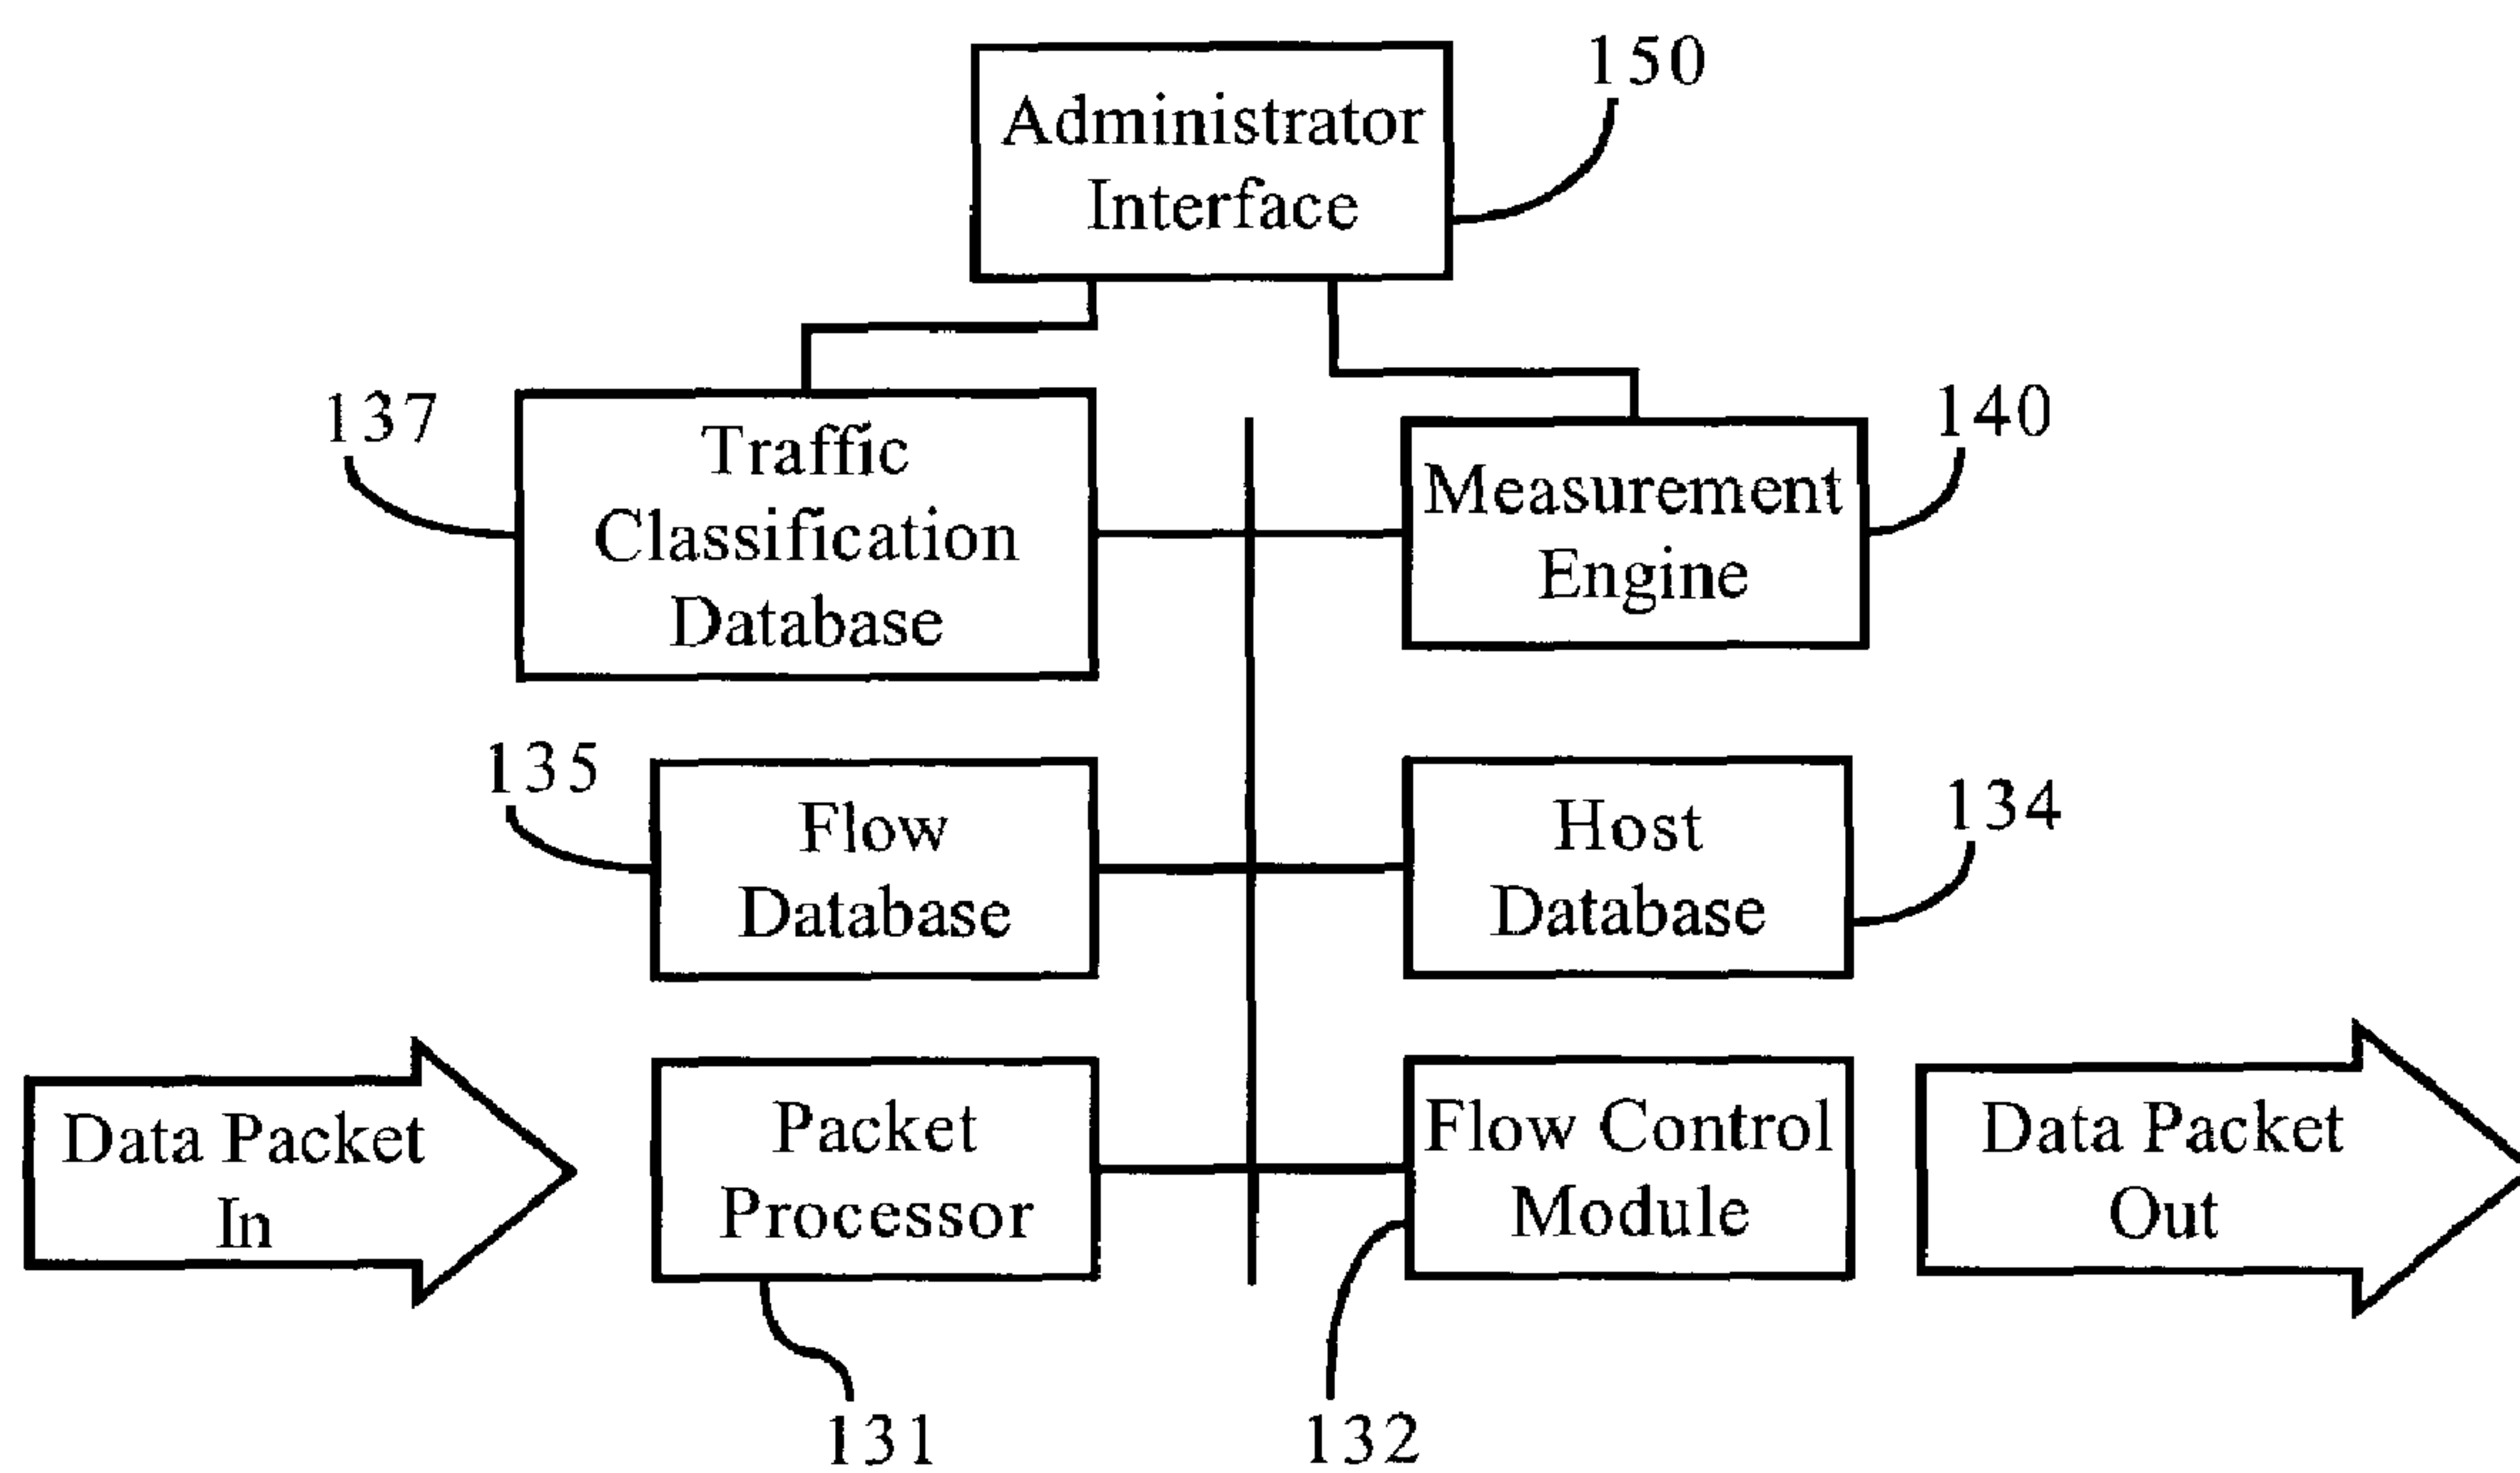 150
Administrator
Interface
137
Traffic
Classification
Database
140
Measurement
Engine
135
Flow
Database
Host
Database
134
Data Packet
In
Packet
Processor
Flow Control
Module
Data Packet
Out
131
132